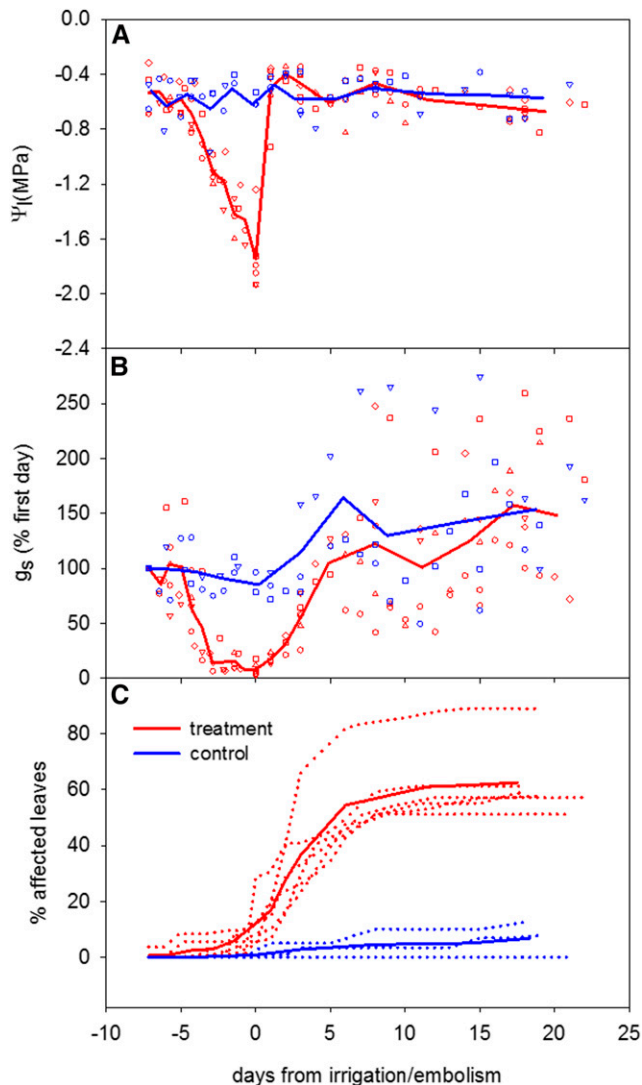 A
0.0
-0.4
-0.8
-1.2
-1.6
-2.0
-2.4
Ψl(MPa)
B
250
200
150
100
50
0
gs (% first day)
C
treatment
control
80
60
40
20
0
% affected leaves
-10 -5 0 5 10 15 20 25
days from irrigation/embolism